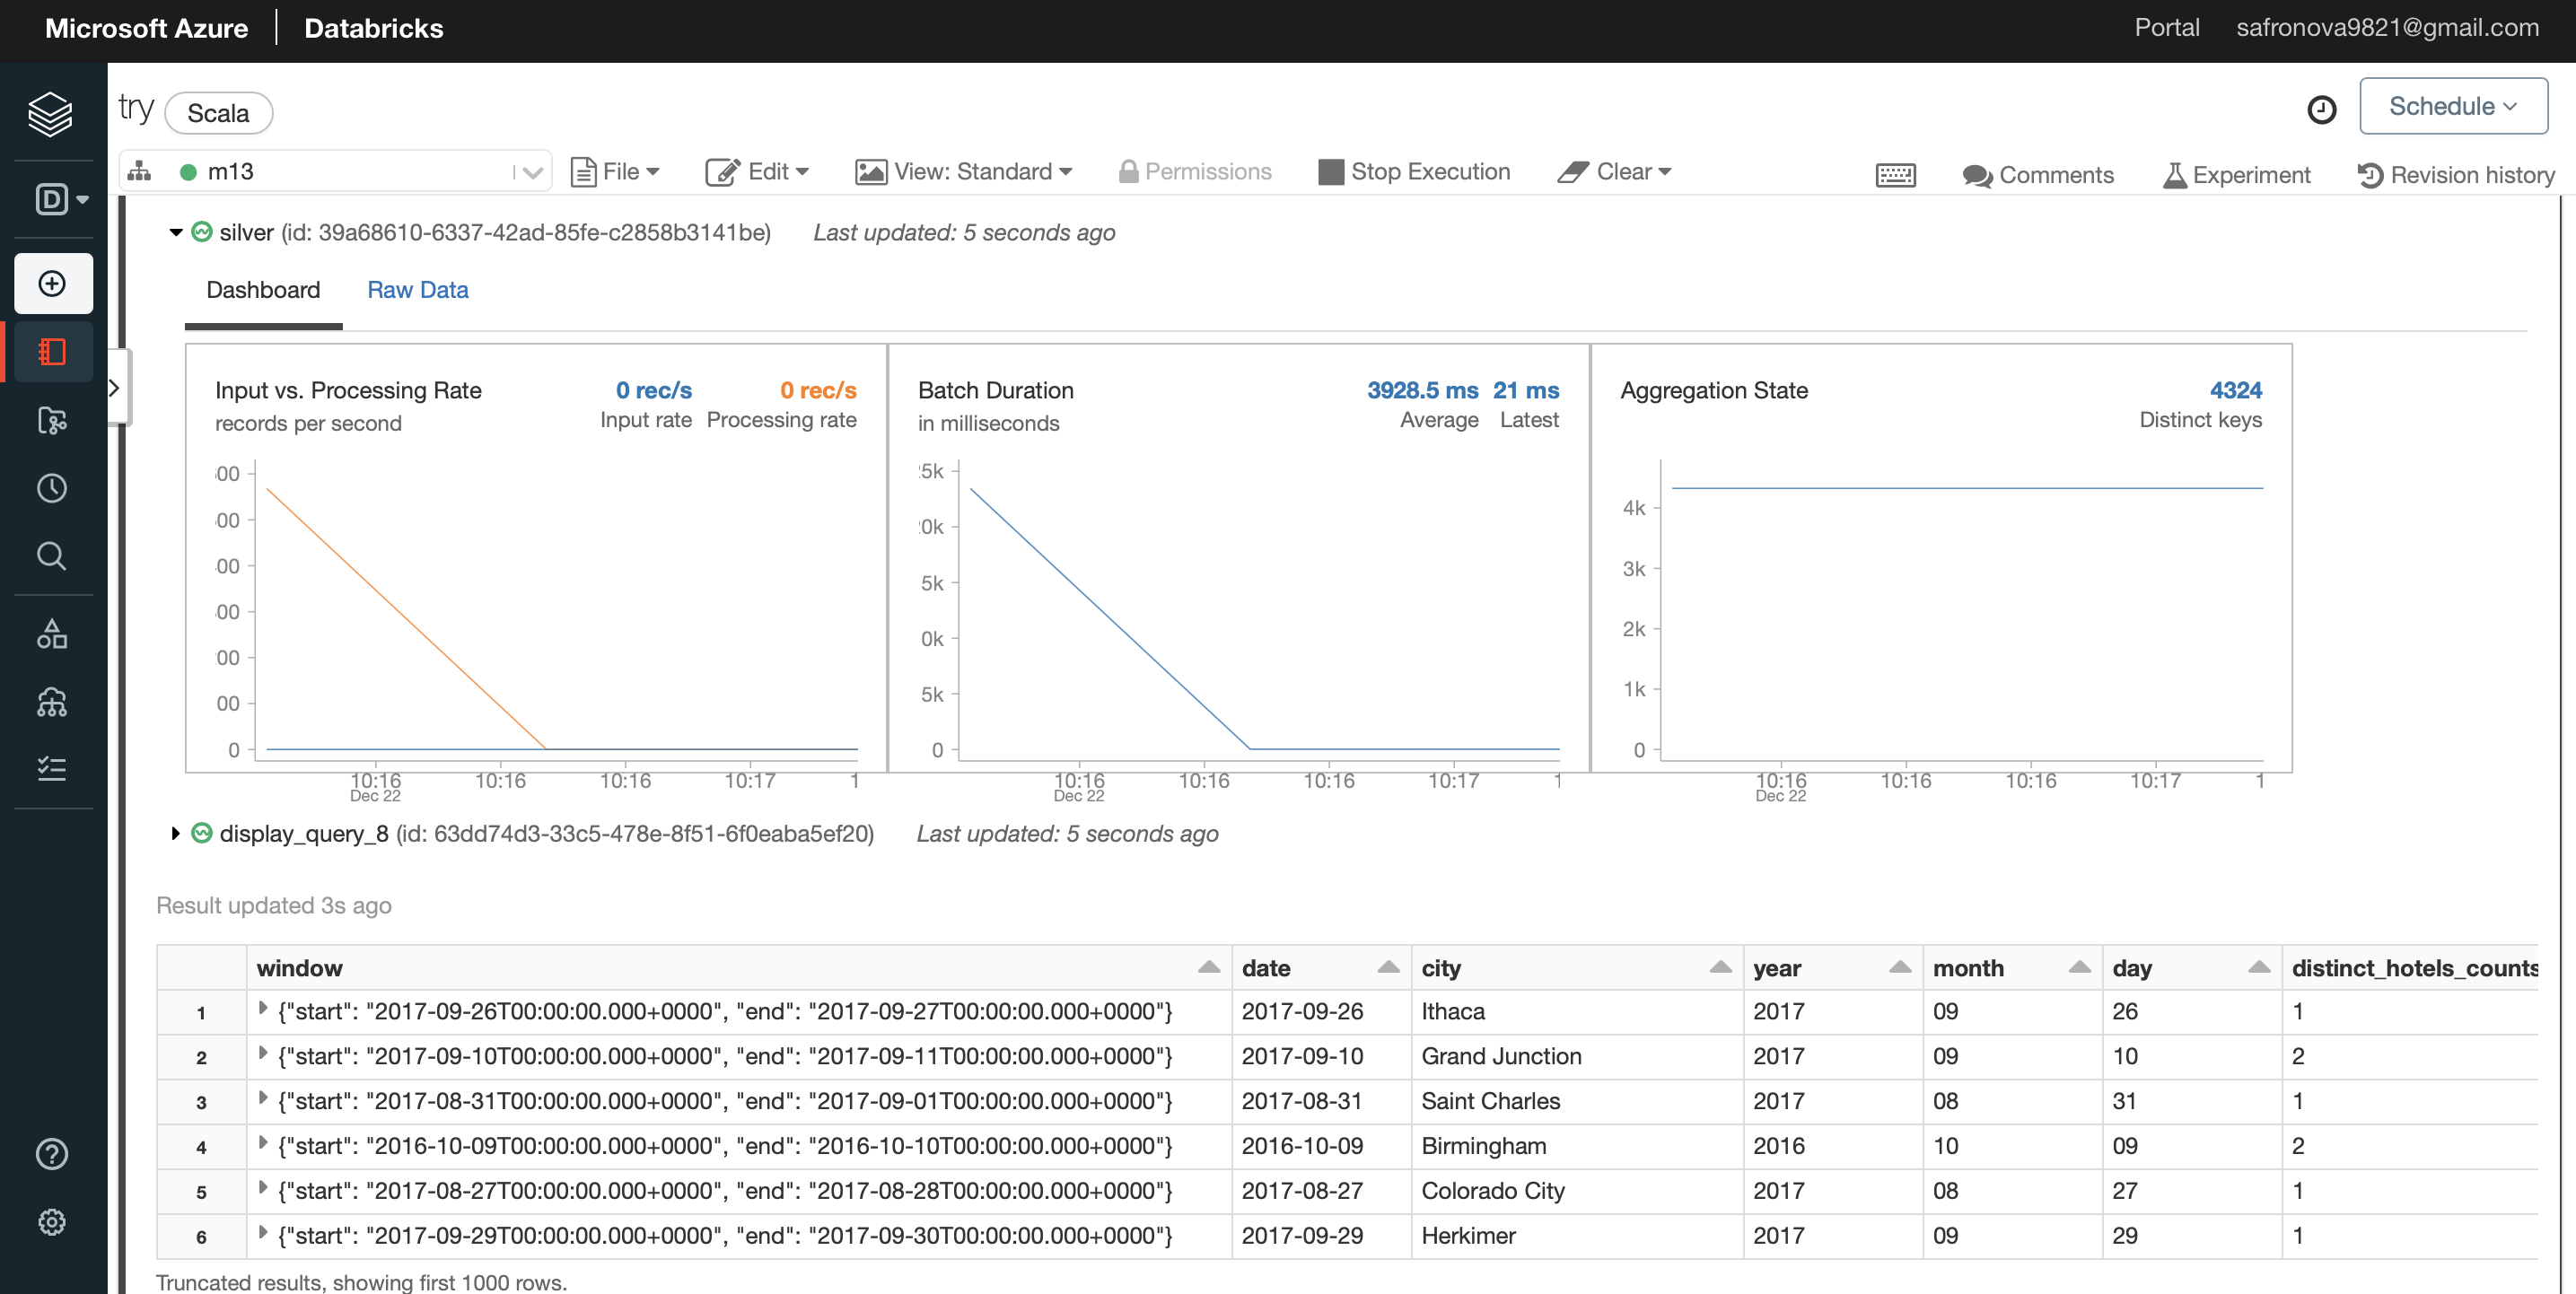 Microsoft Azure | Databricks Portal safronova9821@gmail.com
try Scala Schedule
m13 File Edit View: Standard Permissions Stop Execution Clear Comments Experiment Revision history
D
silver (id: 39a68610-6337-42ad-85fe-c2858b3141be) Last updated: 5 seconds ago
Dashboard Raw Data
Input vs. Processing Rate 0 rec/s 0 rec/s
records per second Input rate Processing rate
00
00
00
00
00
00
0
10:16 10:16 10:16 10:17 1
Dec 22
Batch Duration 3928.5 ms 21 ms
in milliseconds Average Latest
5k
0k
5k
0k
5k
0
10:16 10:16 10:16 10:17 1
Dec 22
Aggregation State 4324
Distinct keys
4k
3k
2k
1k
0
10:16 10:16 10:16 10:17 1
Dec 22
display_query_8 (id: 63dd74d3-33c5-478e-8f51-6f0eaba5ef20) Last updated: 5 seconds ago
Result updated 3s ago
window date city year month day distinct_hotels_counts
1 {"start": "2017-09-26T00:00:00.000+0000", "end": "2017-09-27T00:00:00.000+0000"} 2017-09-26 Ithaca 2017 09 26 1
2 {"start": "2017-09-10T00:00:00.000+0000", "end": "2017-09-11T00:00:00.000+0000"} 2017-09-10 Grand Junction 2017 09 10 2
3 {"start": "2017-08-31T00:00:00.000+0000", "end": "2017-09-01T00:00:00.000+0000"} 2017-08-31 Saint Charles 2017 08 31 1
4 {"start": "2016-10-09T00:00:00.000+0000", "end": "2016-10-10T00:00:00.000+0000"} 2016-10-09 Birmingham 2016 10 09 2
5 {"start": "2017-08-27T00:00:00.000+0000", "end": "2017-08-28T00:00:00.000+0000"} 2017-08-27 Colorado City 2017 08 27 1
6 {"start": "2017-09-29T00:00:00.000+0000", "end": "2017-09-30T00:00:00.000+0000"} 2017-09-29 Herkimer 2017 09 29 1
Truncated results, showing first 1000 rows.